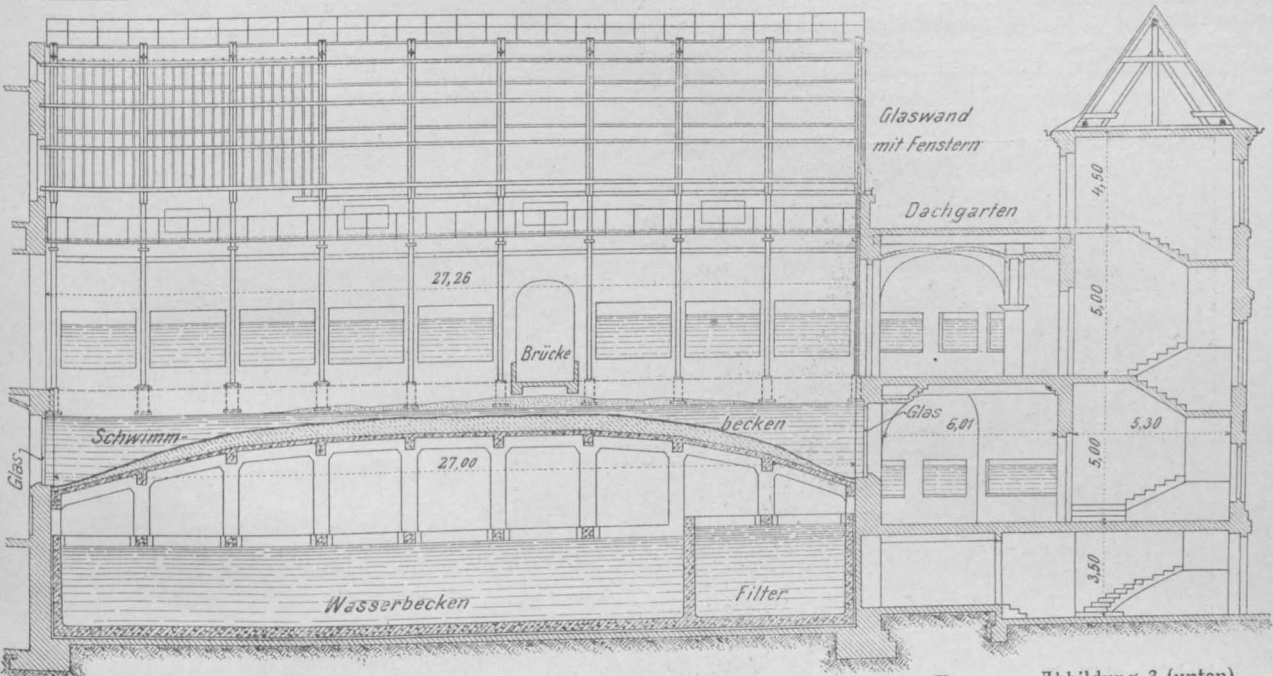 Glaswand
mit Fenstern
4,50
Dachgarten
27,26
5,00
Brücke
Schwimm-
becken
Glas
6,01
5,30
Glas
27,00
5,00
Wasserbecken
Filter
3,50
Abbildung 3 (unten)